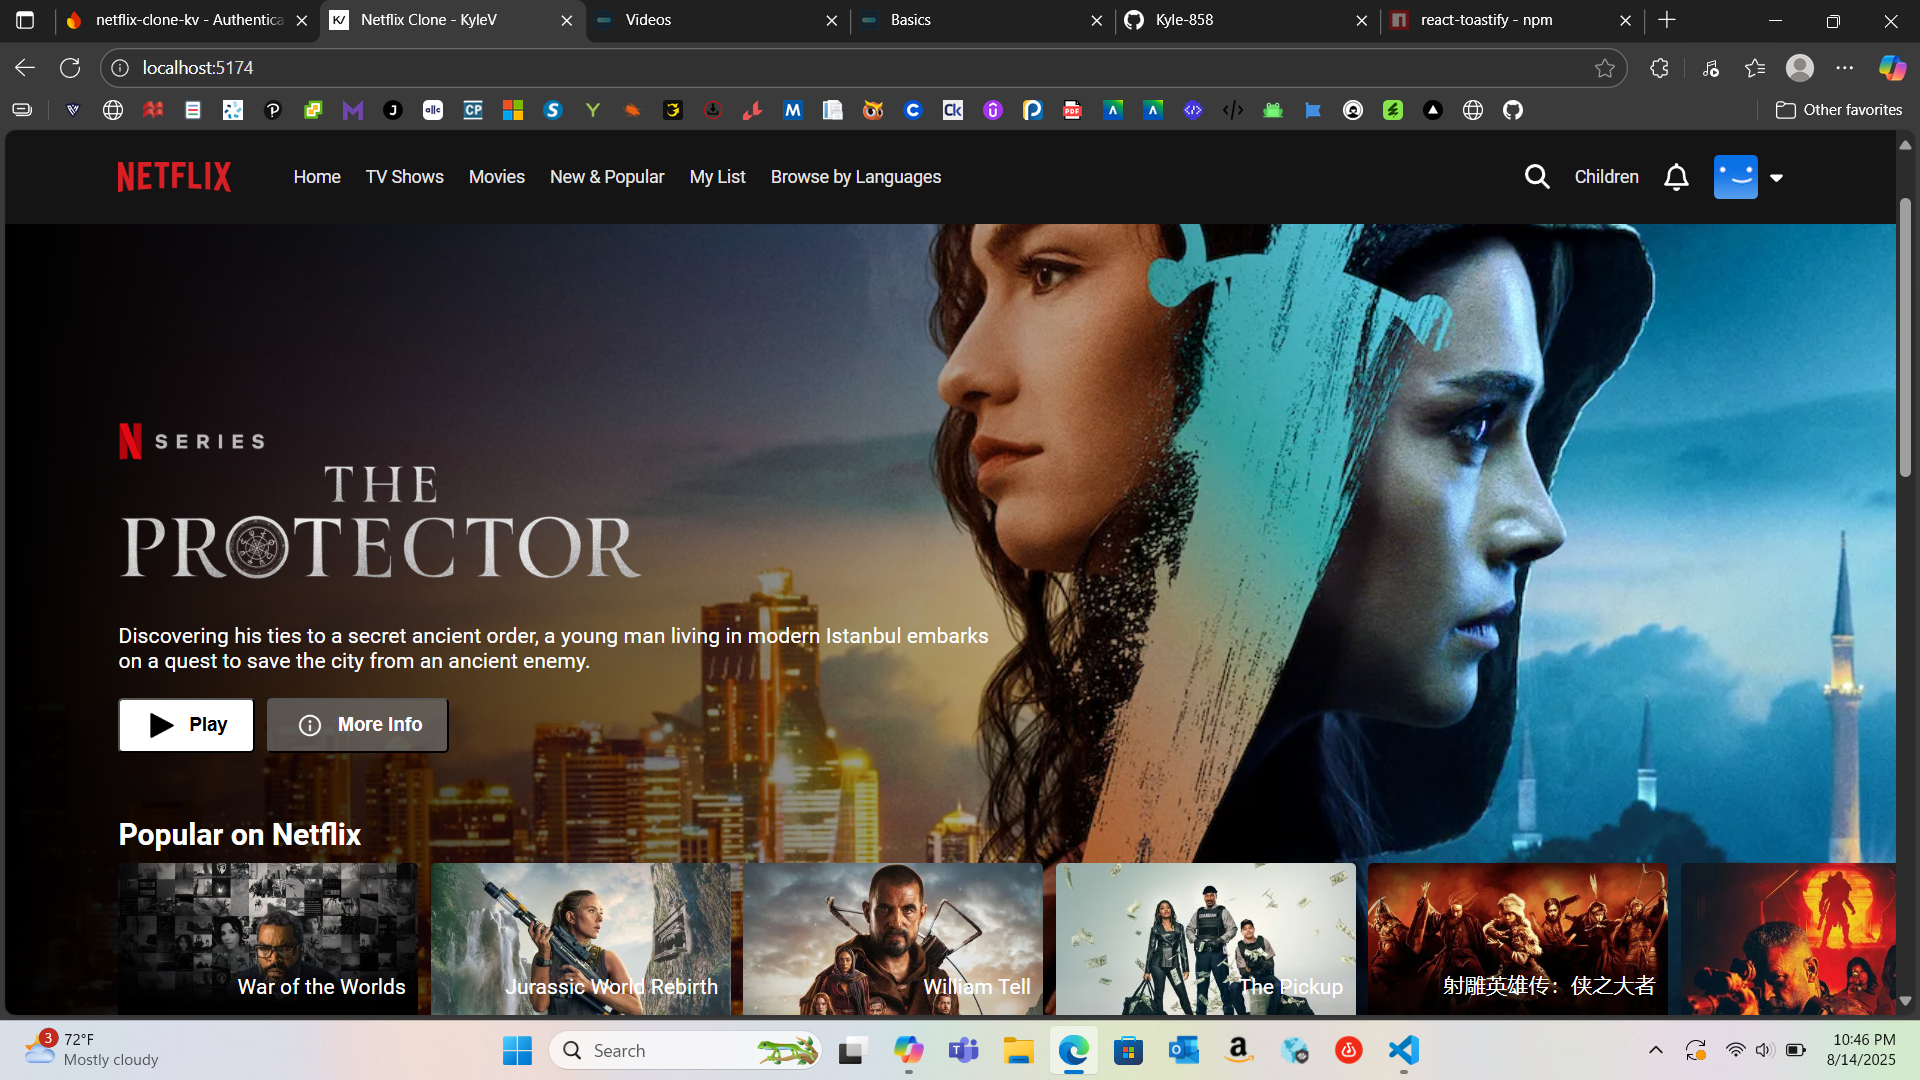 netflix-clone-kv - Authentica
Netflix Clone - KyleV
Videos
Basics
Kyle-858
react-toastify - npm
localhost:5174
Other favorites
NETFLIX
Home
TV Shows
Movies
New & Popular
My List
Browse by Languages
Children
N SERIES
THE
PROTECTOR
Discovering his ties to a secret ancient order, a young man living in modern Istanbul embarks
on a quest to save the city from an ancient enemy.
Play
More Info
Popular on Netflix
War of the Worlds
Jurassic World Rebirth
William Tell
The Pickup
射雕英雄传：侠之大者
3
72°F
Mostly cloudy
Search
10:46 PM
8/14/2025